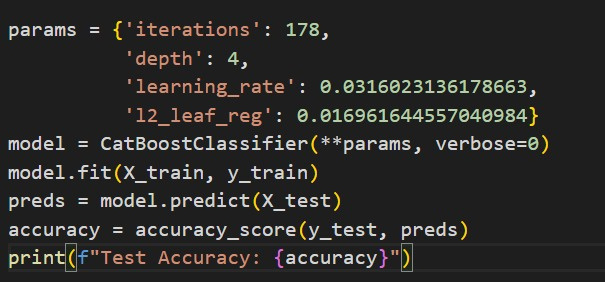 params = {'iterations': 178,
          'depth': 4,
          'learning_rate': 0.0316023136178663,
          'l2_leaf_reg': 0.016961644557040984}
model = CatBoostClassifier(**params, verbose=0)
model.fit(X_train, y_train)
preds = model.predict(X_test)
accuracy = accuracy_score(y_test, preds)
print(f"Test Accuracy: {accuracy}")